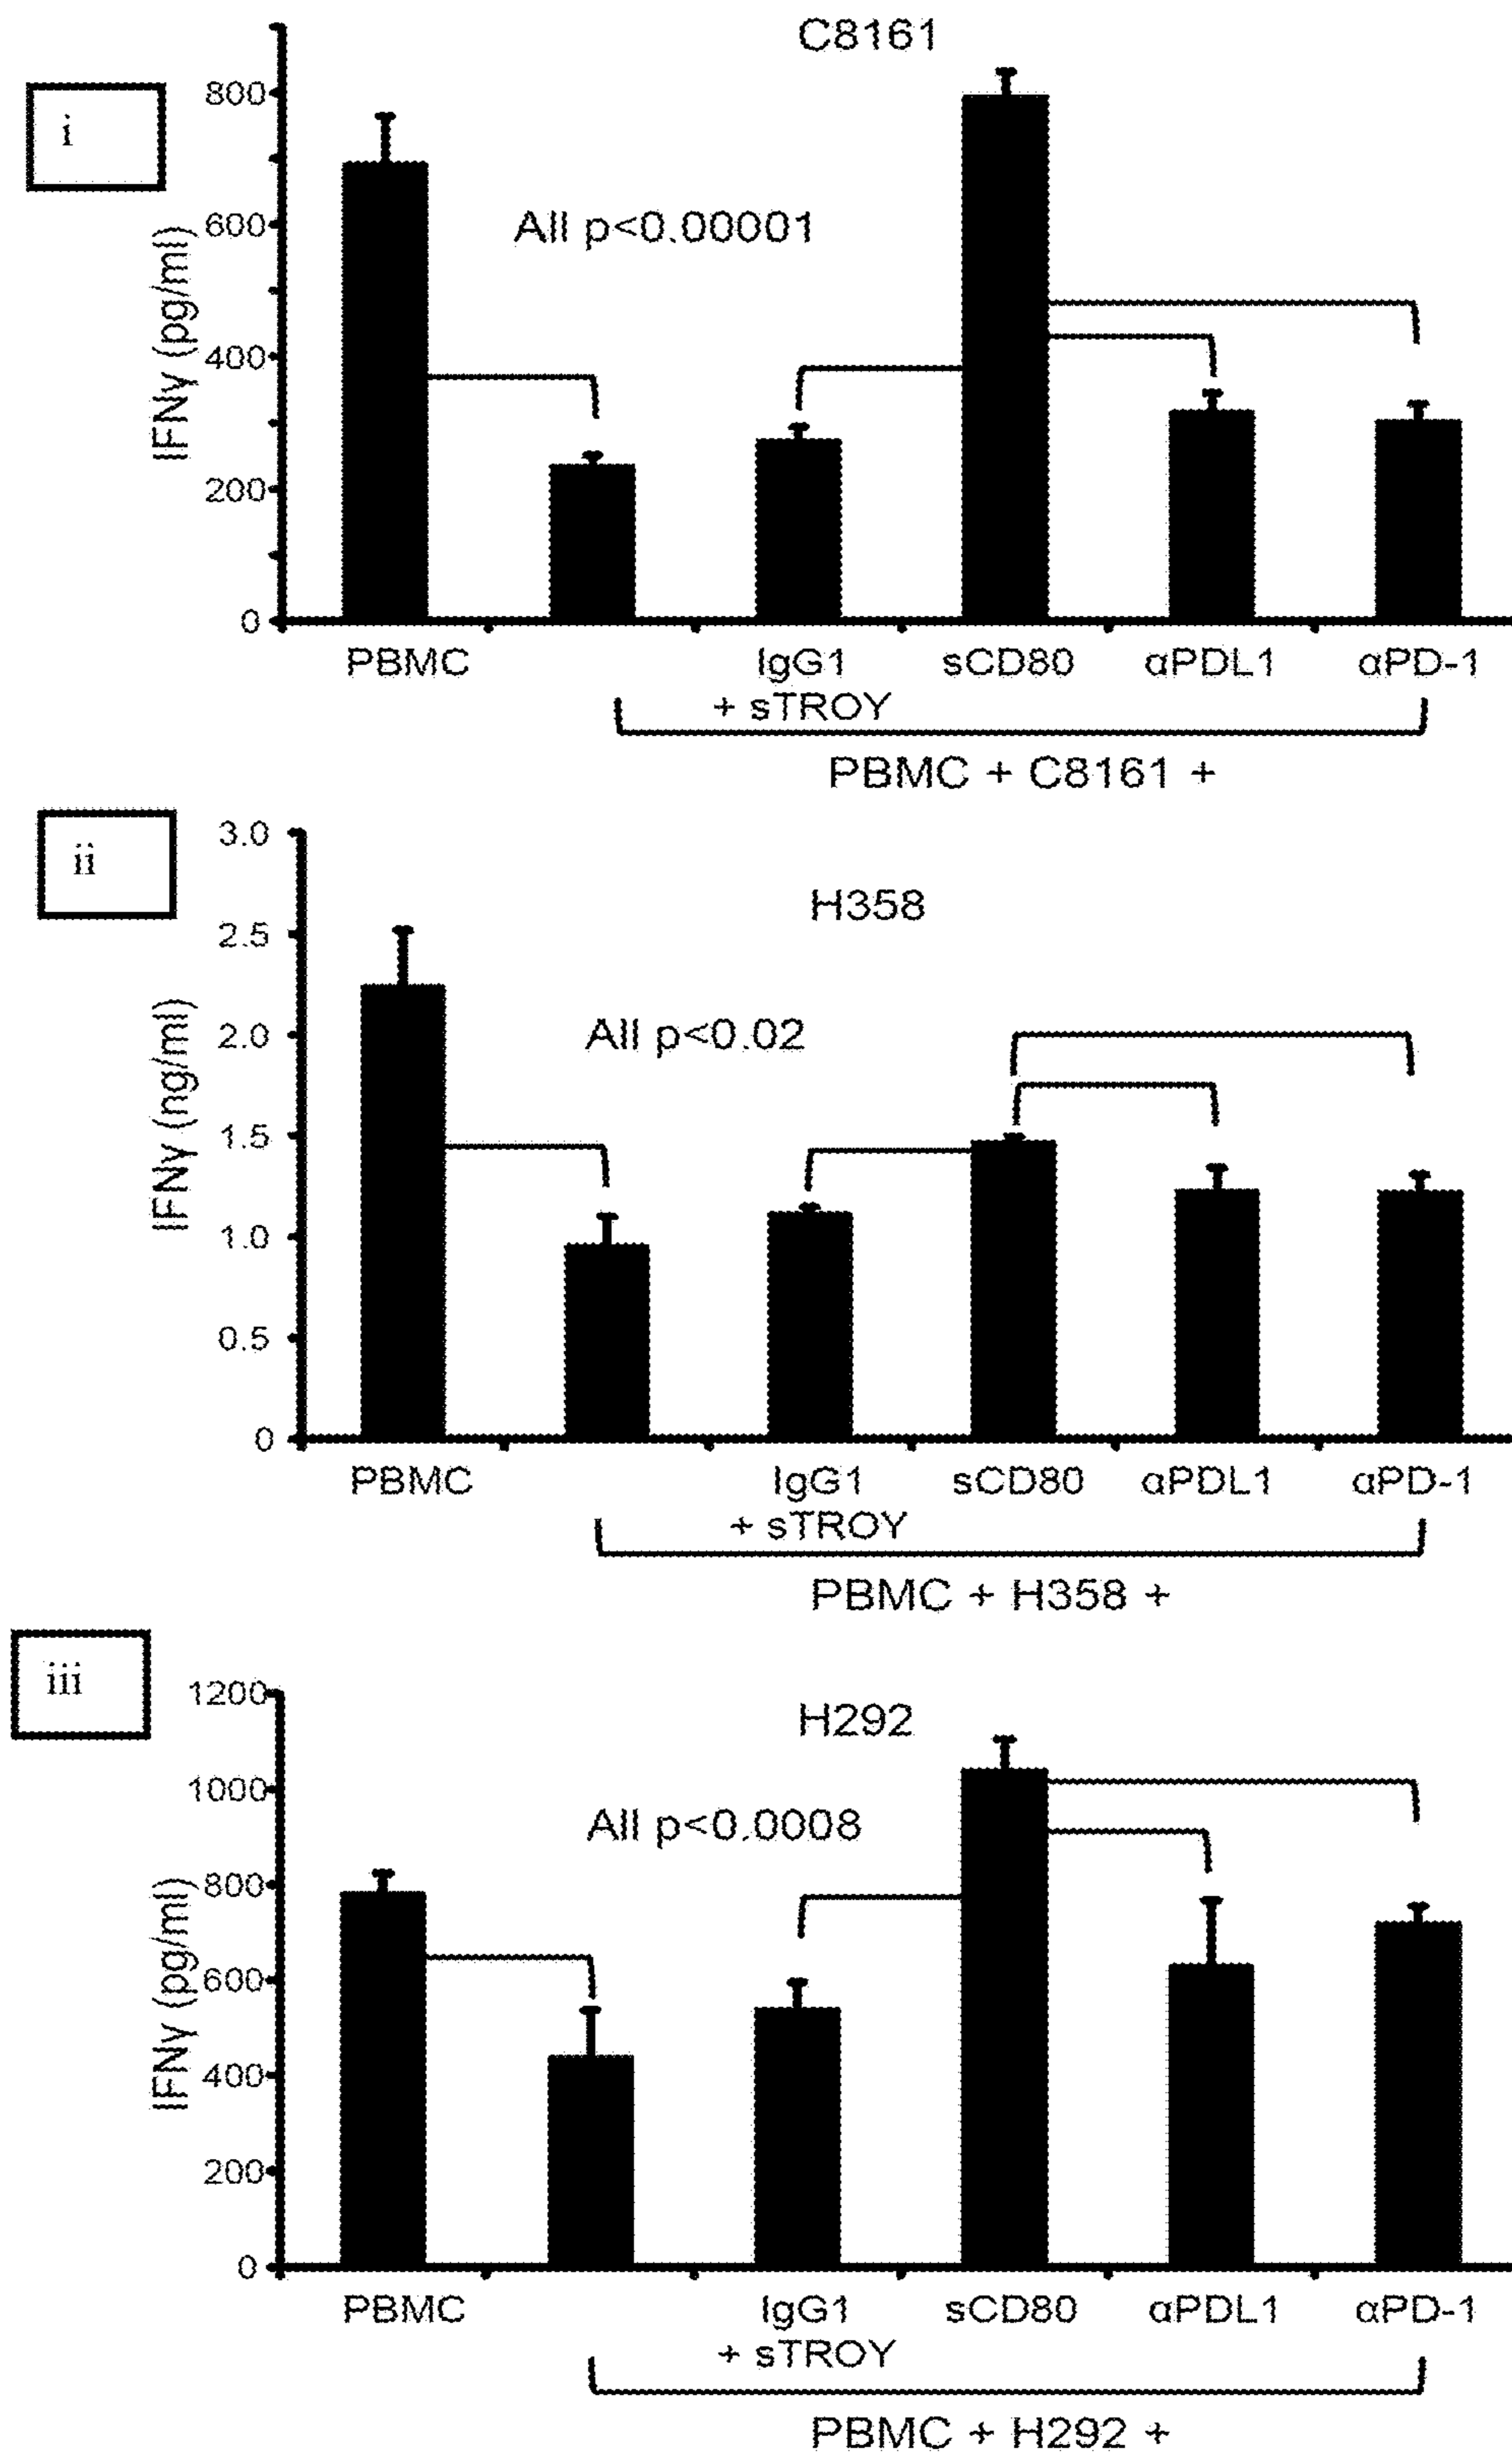 C8161
i
800
All p<0.00001
600
400
200
0
IFNγ (pg/ml)
PBMC IgG1 sCD80 αPDL1 αPD-1
+ sTROY
PBMC + C8161 +
ii
3.0
H358
2.5
2.0
All p<0.02
1.5
1.0
0.5
0
IFNγ (ng/ml)
PBMC IgG1 sCD80 αPDL1 αPD-1
+ sTROY
PBMC + H358 +
iii
1200
H292
1000
All p<0.0008
800
600
400
200
0
IFNγ (pg/ml)
PBMC IgG1 sCD80 αPDL1 αPD-1
+ sTROY
PBMC + H292 +